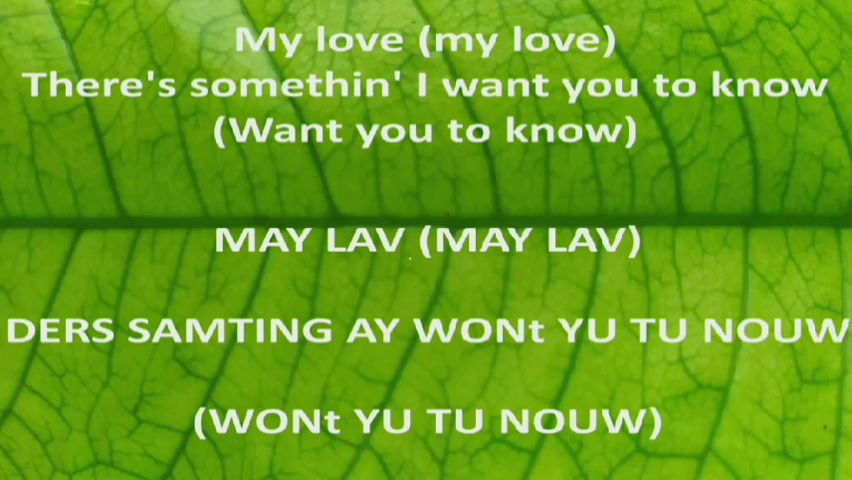 My love (my love)
There's somethin' I want you to know
(Want you to know)
MAY LAV (MAY LAV)
DERS SAMTING AY WONt YU TU NOUW
(WONt YU TU NOUW)